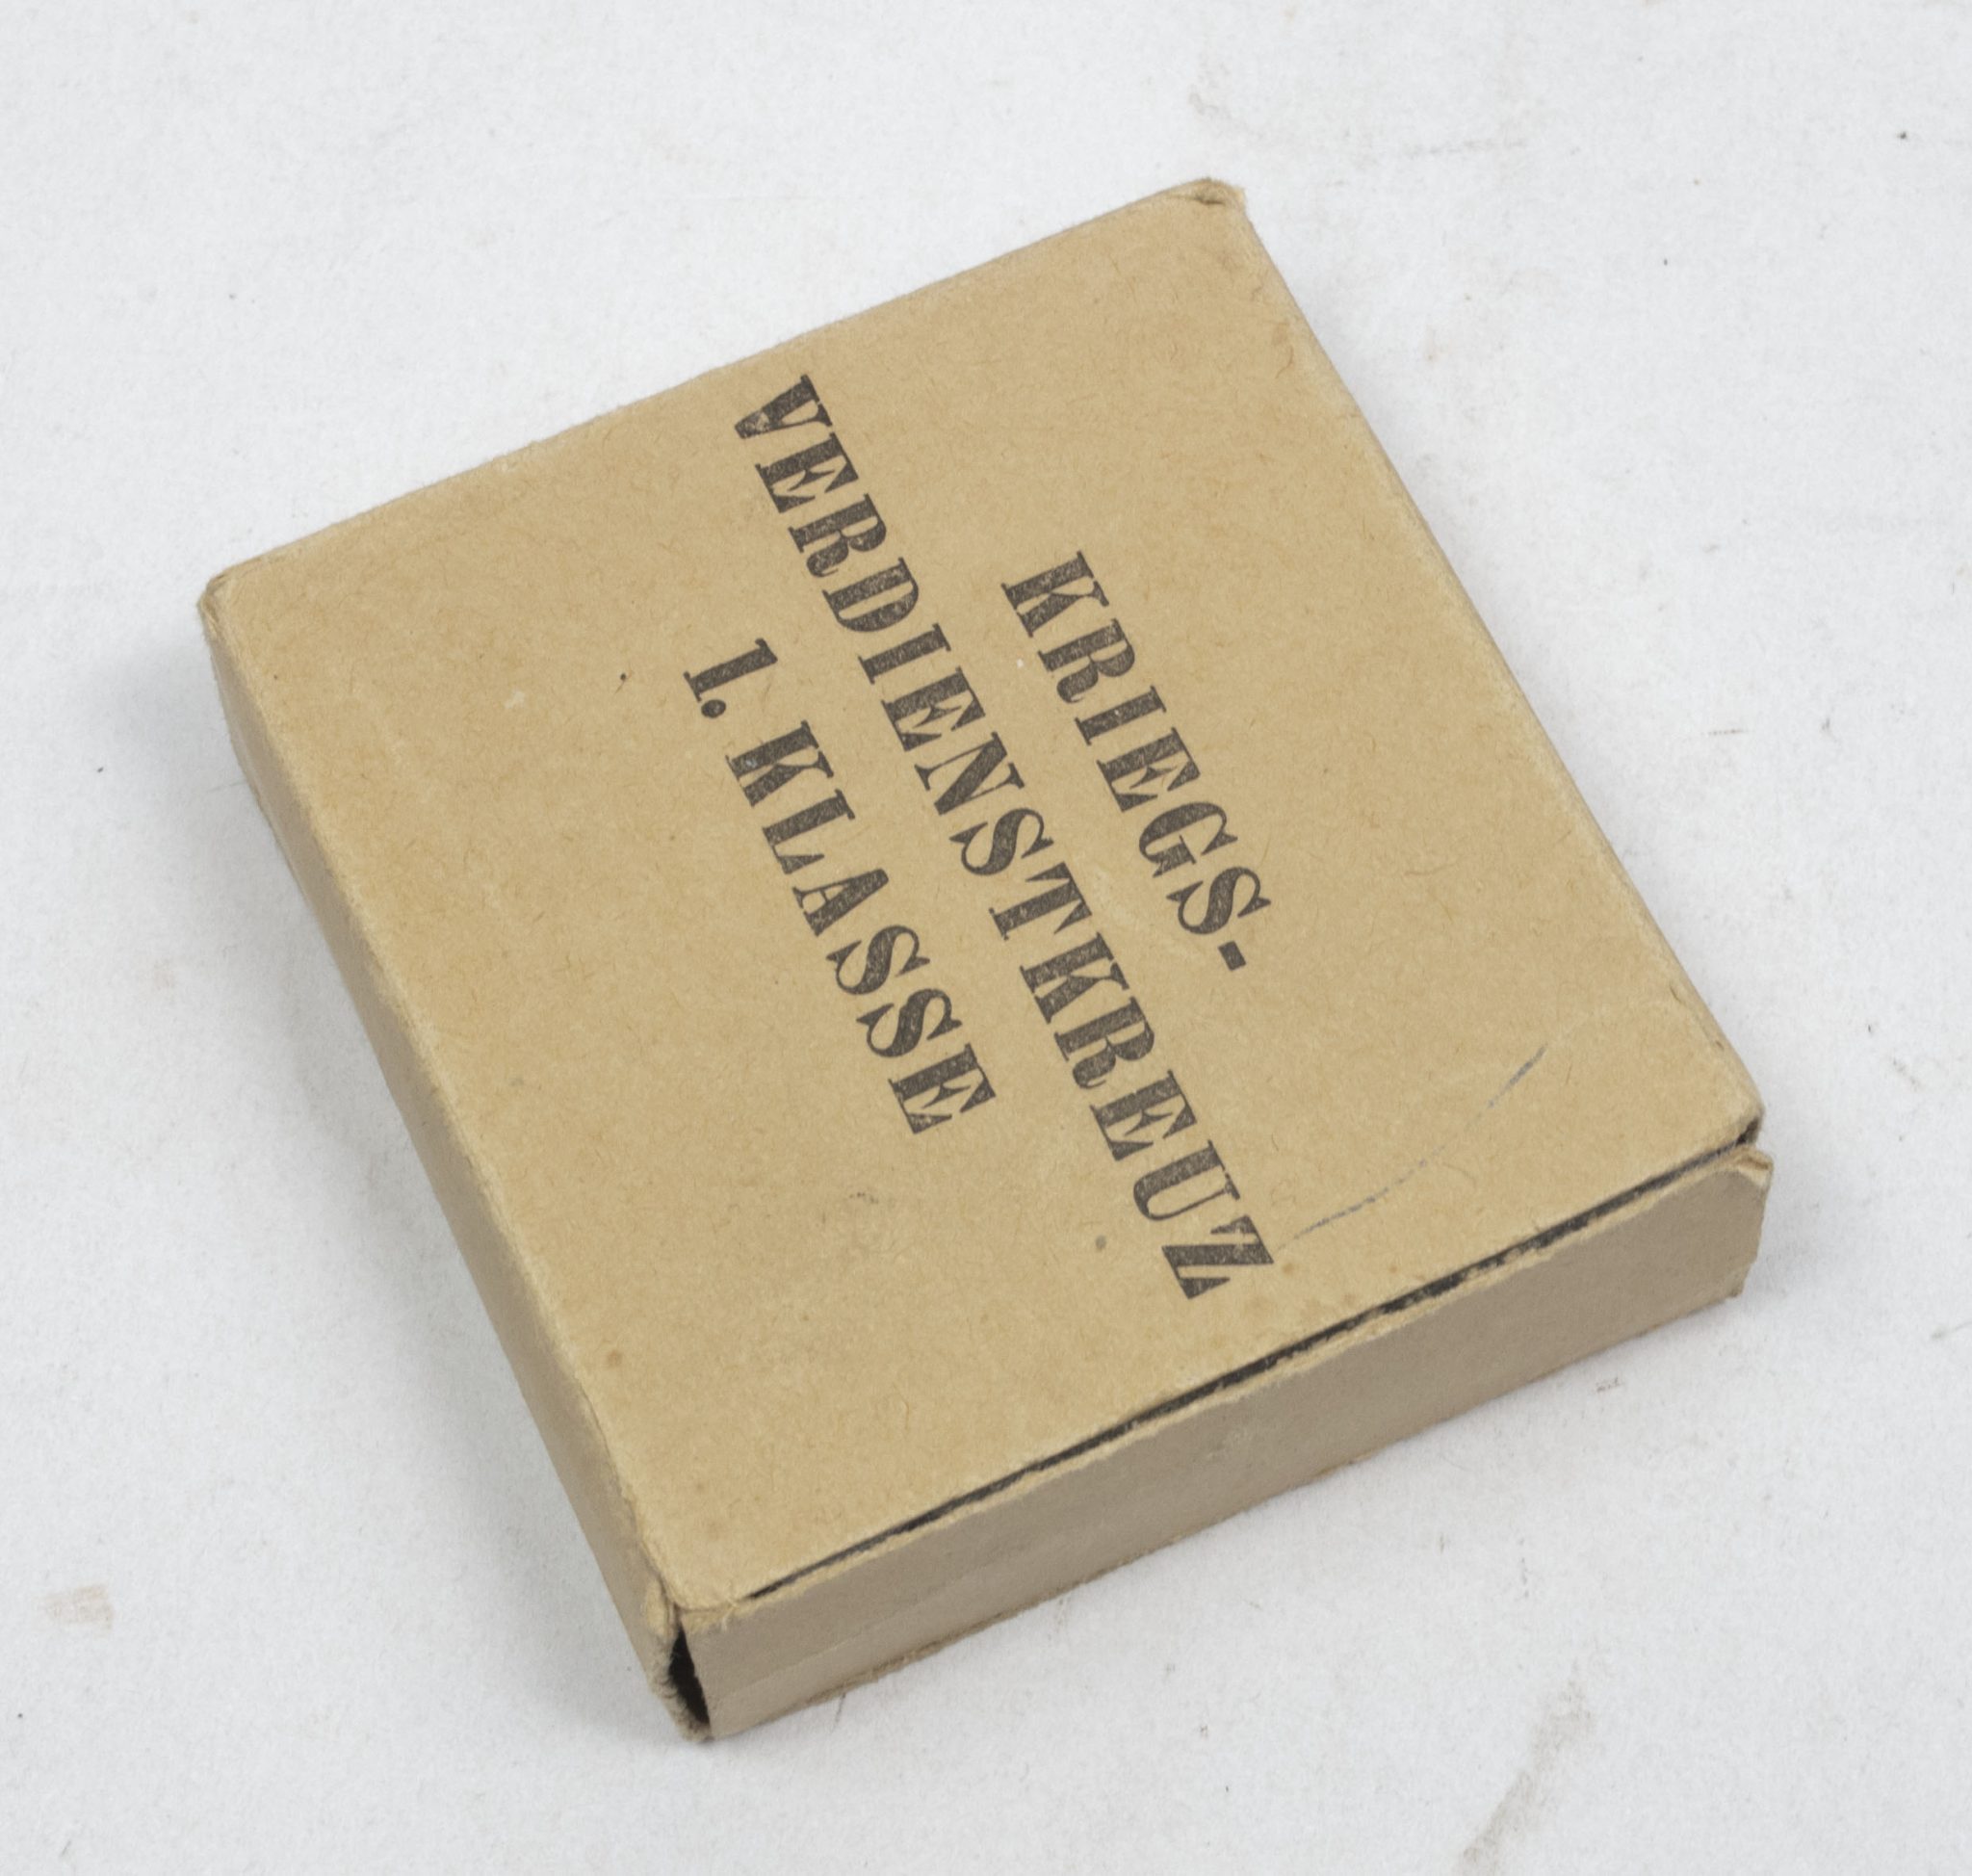 KRIEGS-
VERDIENSTKREUZ
1. KLASSE